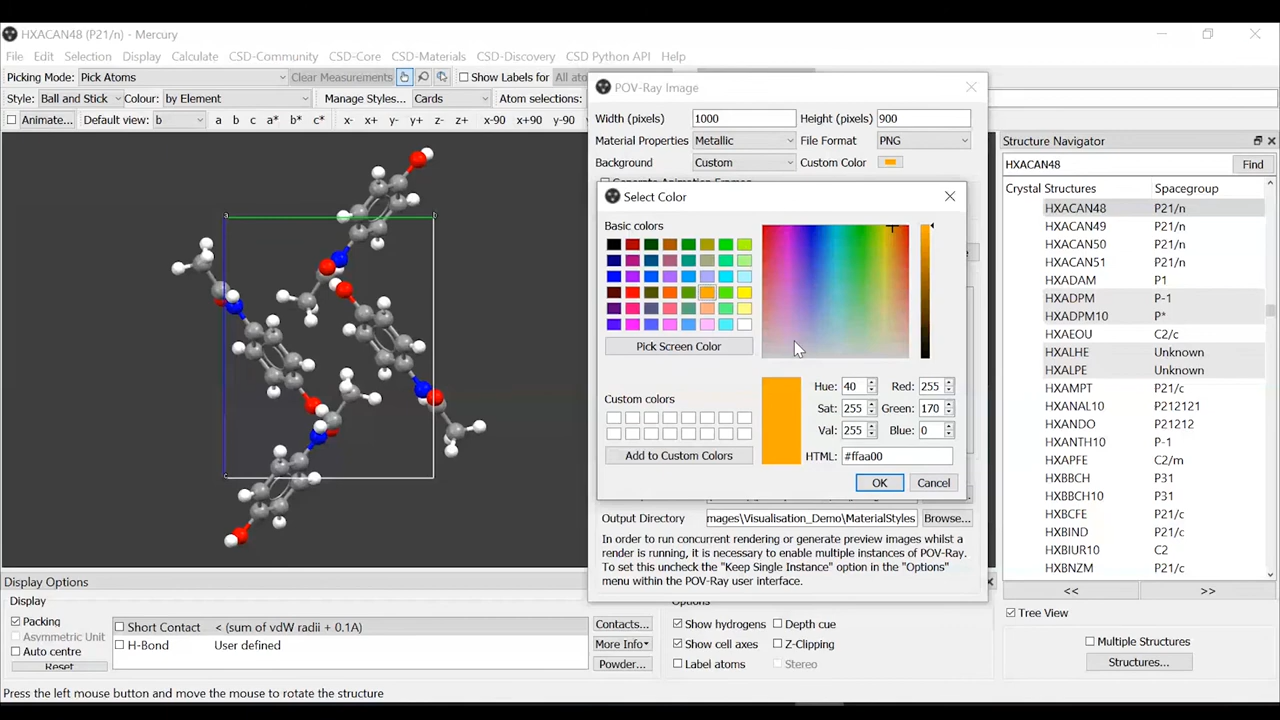 HXACAN48 (P21/n) - Mercury
File Edit Selection Display Calculate CSD-Community CSD-Core CSD-Materials CSD-Discovery CSD Python API Help
Picking Mode: Pick Atoms Clear Measurements Show Labels for All ato
Style: Ball and Stick Colour: by Element Manage Styles... Cards Atom selections:
Animate... Default view: b a b c a* b* c* x- x+ y- y+ z- z+ x-90 x+90 y-90
a
b
POV-Ray Image
Width (pixels) 1000 Height (pixels) 900
Material Properties Metallic File Format PNG
Background Custom Custom Color
Generate Animation Frames
Select Color
Basic colors
Pick Screen Color
Custom colors
Add to Custom Colors
Hue: 40 Red: 255
Sat: 255 Green: 170
Val: 255 Blue: 0
HTML: #ffaa00
OK Cancel
Output Directory mages\Visualisation_Demo\MaterialStyles Browse...
In order to run concurrent rendering or generate preview images whilst a
render is running, it is necessary to enable multiple instances of POV-Ray.
To set this uncheck the "Keep Single Instance" option in the "Options"
menu within the POV-Ray user interface.
Structure Navigator
HXACAN48 Find
Crystal Structures Spacegroup
HXACAN48 P21/n
HXACAN49 P21/n
HXACAN50 P21/n
HXACAN51 P21/n
HXADAM P1
HXADPM P-1
HXADPM10 P*
HXAEOU C2/c
HXALHE Unknown
HXALPE Unknown
HXAMPT P21/c
HXANAL10 P212121
HXANDO P21212
HXANTH10 P-1
HXAPFE C2/m
HXBBCH P31
HXBBCH10 P31
HXBCFE P21/c
HXBIND P21/c
HXBIUR10 C2
HXBNZM P21/c
<< >>
Tree View
Multiple Structures
Structures...
Display Options
Display
Packing
Asymmetric Unit
Auto centre
Reset
Short Contact < (sum of vdW radii + 0.1A)
H-Bond User defined
Contacts...
More Info
Powder...
Options
Show hydrogens Depth cue
Show cell axes Z-Clipping
Label atoms Stereo
Press the left mouse button and move the mouse to rotate the structure